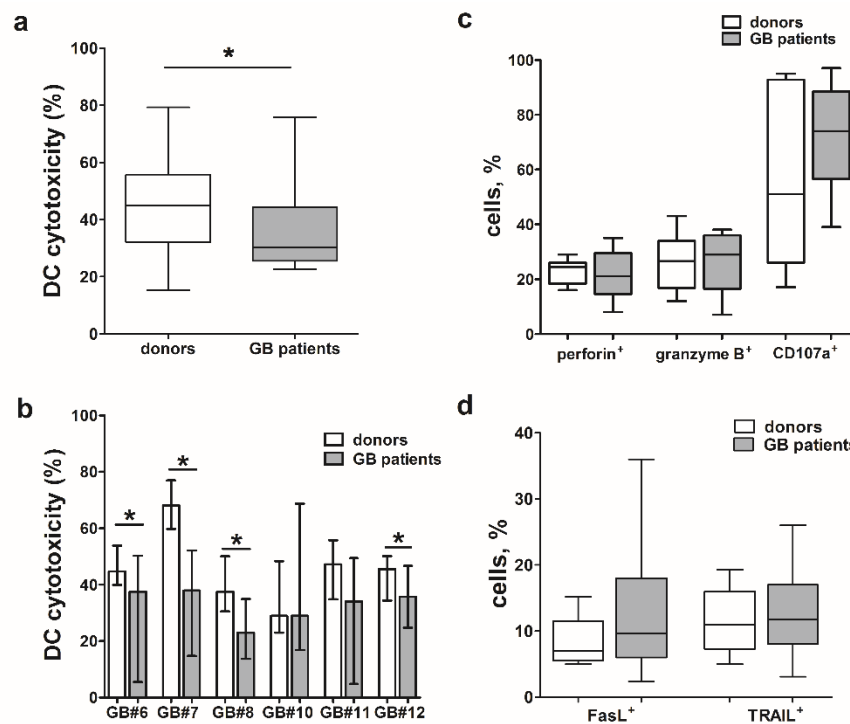 a
DC cytotoxicity (%)
100
80
60
40
20
0
*
donors
GB patients
b
DC cytotoxicity (%)
100
80
60
40
20
0
donors
GB patients
*
*
*
*
GB#6
GB#7
GB#8
GB#10
GB#11
GB#12
c
donors
GB patients
cells, %
100
80
60
40
20
0
perforin⁺
granzyme B⁺
CD107a⁺
d
donors
GB patients
cells, %
40
30
20
10
0
FasL⁺
TRAIL⁺